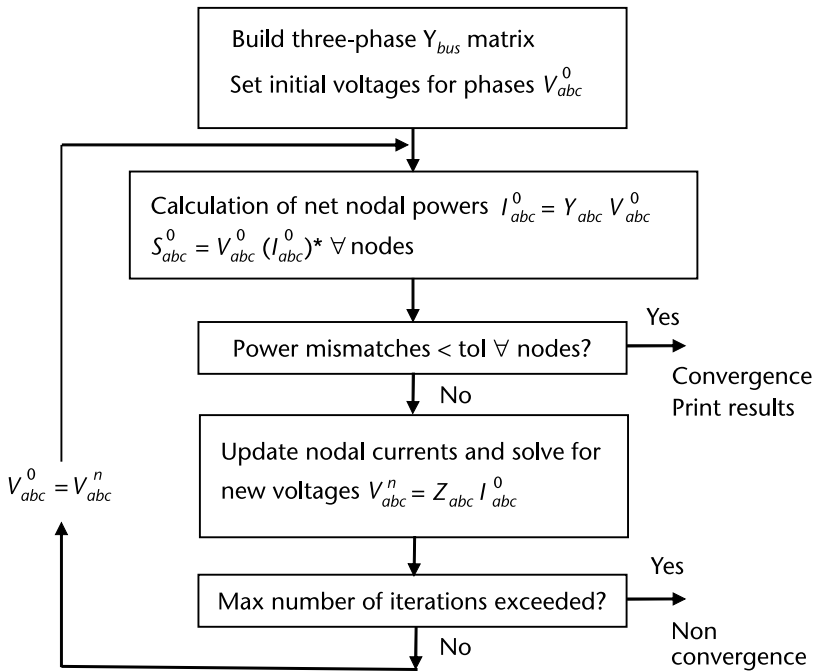 Build three-phase Y_bus matrix
Set initial voltages for phases V_abc^0
Calculation of net nodal powers I_abc^0 = Y_abc V_abc^0
S_abc^0 = V_abc^0 (I_abc^0)* ∀ nodes
Power mismatches < tol ∀ nodes?
Yes
Convergence
Print results
No
Update nodal currents and solve for
new voltages V_abc^n = Z_abc I_abc^0
V_abc^0 = V_abc^n
Max number of iterations exceeded?
Yes
Non
convergence
No